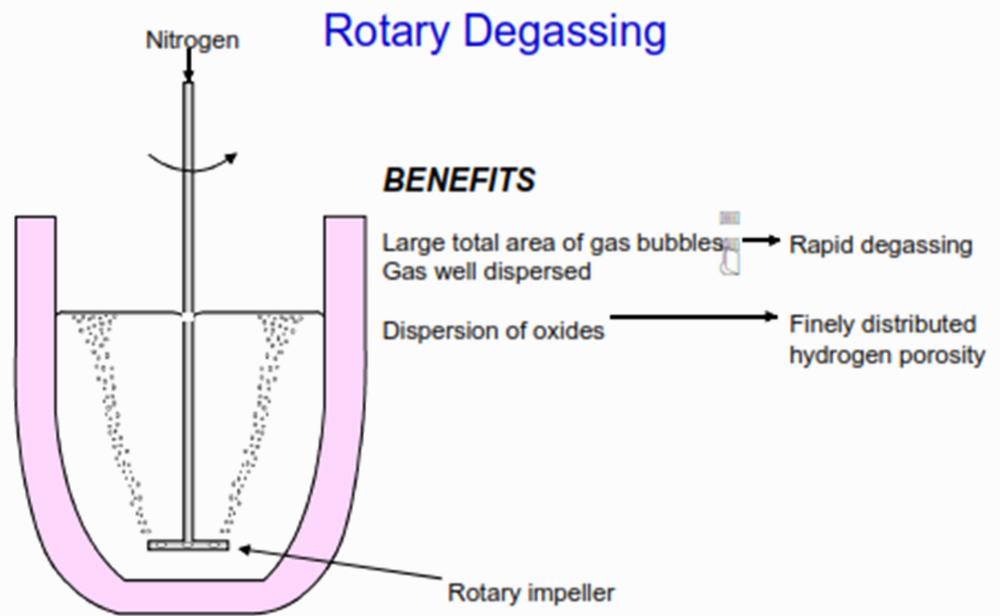 Rotary Degassing
Nitrogen
BENEFITS
Large total area of gas bubbles
Gas well dispersed
Rapid degassing
Dispersion of oxides
Finely distributed
hydrogen porosity
Rotary impeller